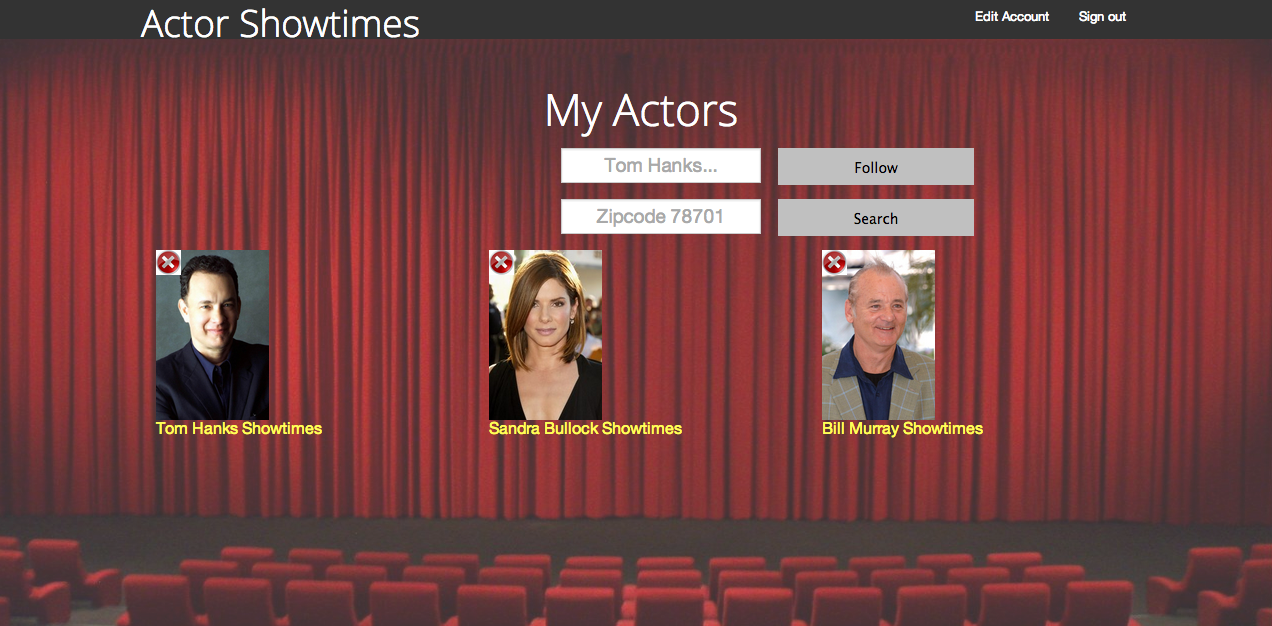 Actor Showtimes
Edit Account Sign out
My Actors
Tom Hanks... Follow
Zipcode 78701 Search
Tom Hanks Showtimes Sandra Bullock Showtimes Bill Murray Showtimes